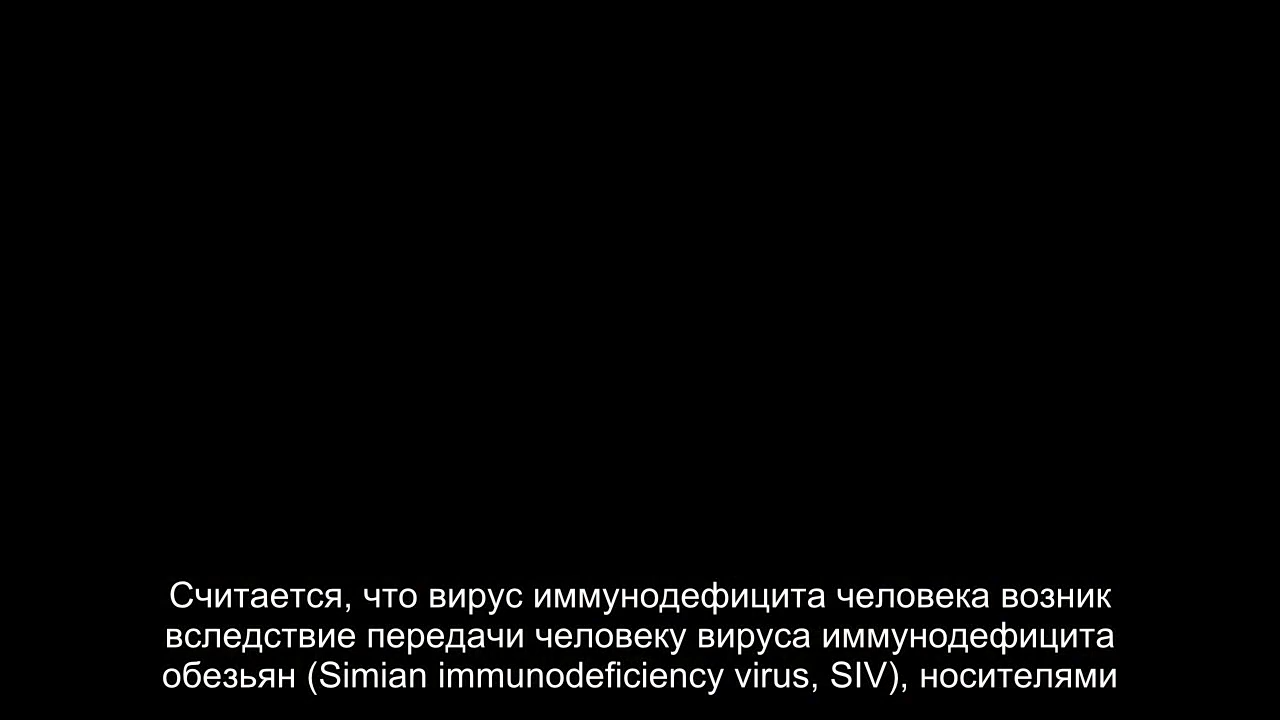 Считается, что вирус иммунодефицита человека возник
вследствие передачи человеку вируса иммунодефицита
обезьян (Simian immunodeficiency virus, SIV), носителями